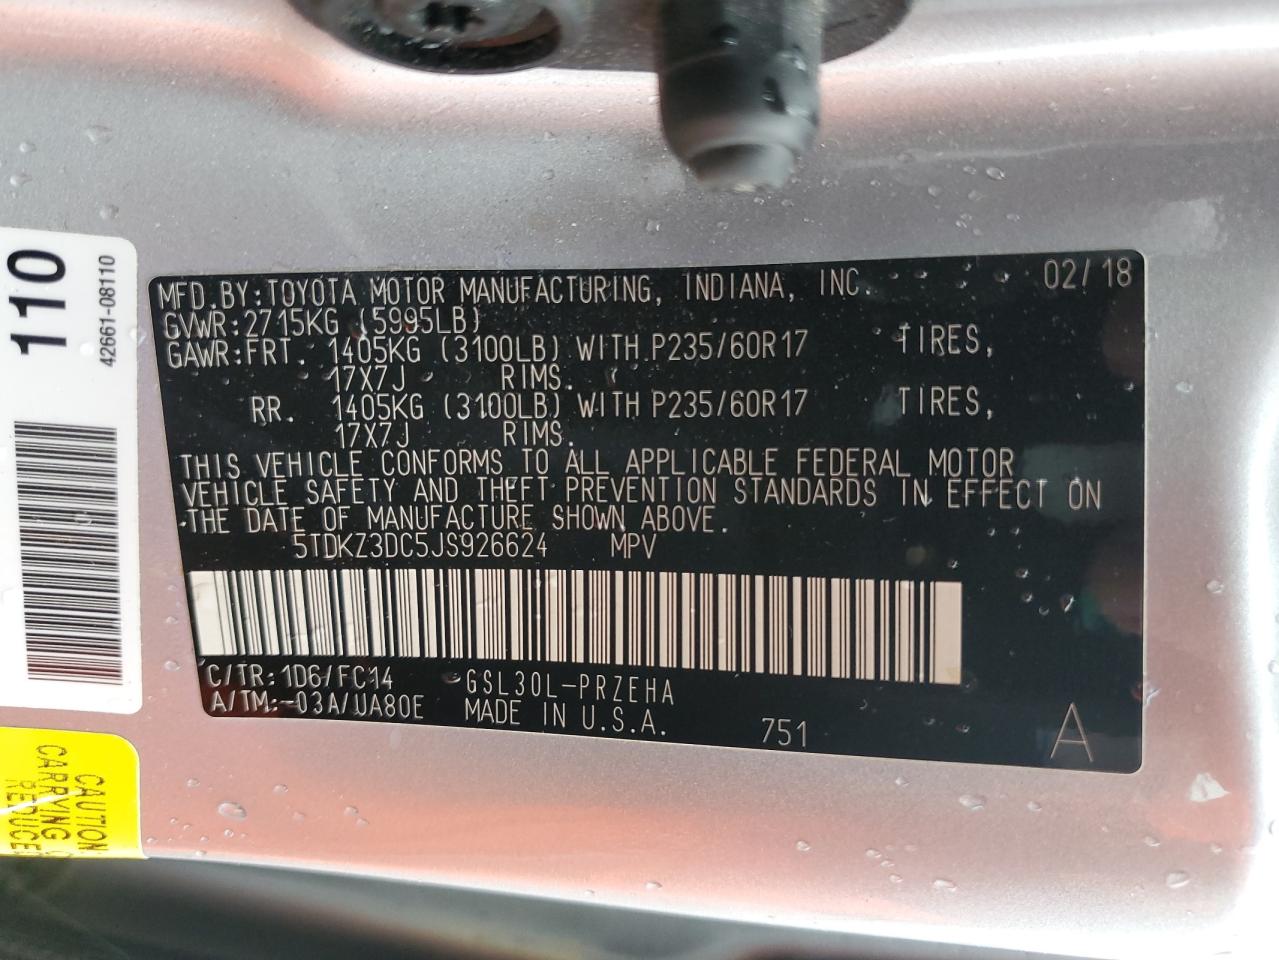 MFD.BY:TOYOTA MOTOR MANUFACTURING, INDIANA, INC. 02/18
GVWR:2715KG (5995LB)
GAWR:FRT. 1405KG (3100LB) WITH P235/60R17 TIRES,
17X7J RIMS.
RR. 1405KG (3100LB) WITH P235/60R17 TIRES,
17X7J RIMS.
THIS VEHICLE CONFORMS TO ALL APPLICABLE FEDERAL MOTOR
VEHICLE SAFETY AND THEFT PREVENTION STANDARDS IN EFFECT ON
THE DATE OF MANUFACTURE SHOWN ABOVE.
5TDKZ3DC5JS926624 MPV
C/TR:1D6/FC14 GSL30L-PRZEHA
A/TM:-03A/UA80E MADE IN U.S.A. 751 A
110
42661-08110
CAUTION
CARRYING
REDUCE